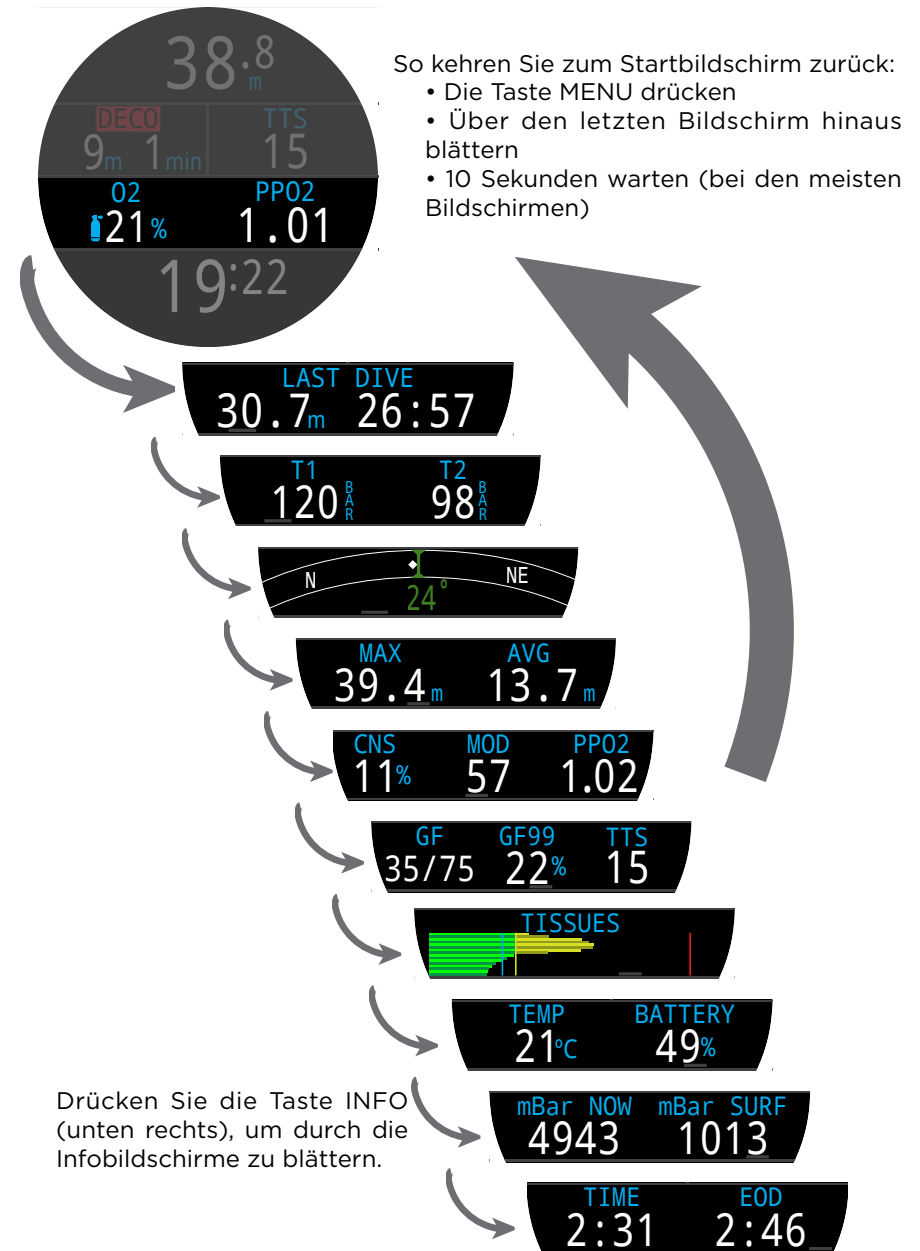 38.8
m
So kehren Sie zum Startbildschirm zurück:
• Die Taste MENU drücken
• Über den letzten Bildschirm hinaus
blättern
• 10 Sekunden warten (bei den meisten
Bildschirmen)
DECO TTS
9m 1min 15
O2 PPO2
21% 1.01
19:22
LAST DIVE
30.7m 26:57
T1 T2
120 BAR 98 BAR
N NE
24°
MAX AVG
39.4m 13.7m
CNS MOD PPO2
11% 57 1.02
GF GF99 TTS
35/75 22% 15
TISSUES
TEMP BATTERY
21°C 49%
Drücken Sie die Taste INFO
(unten rechts), um durch die
Infobildschirme zu blättern.
mBar NOW mBar SURF
4943 1013
TIME EOD
2:31 2:46